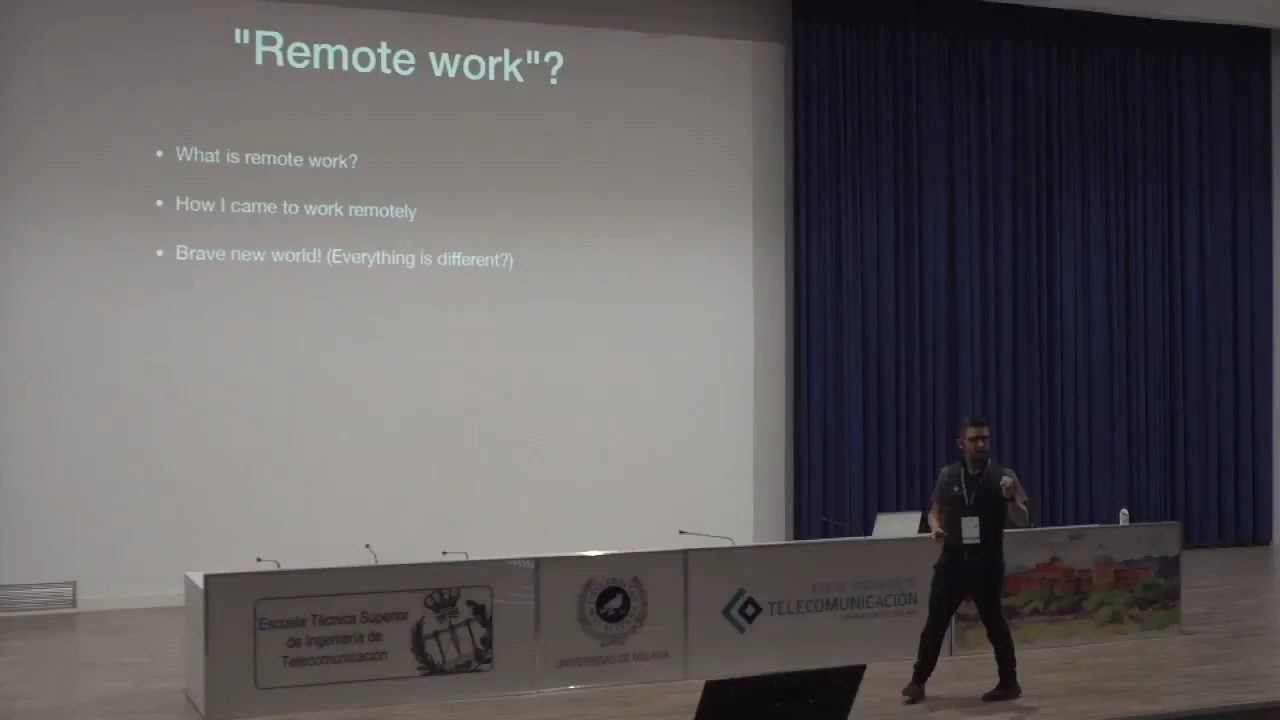 "Remote work"?
• What is remote work?
• How I came to work remotely
• Brave new world! (Everything is different?)
Escuela Técnica Superior
de Ingeniería de
Telecomunicación
UNIVERSIDAD DE MÁLAGA
TELECOMUNICACIÓN